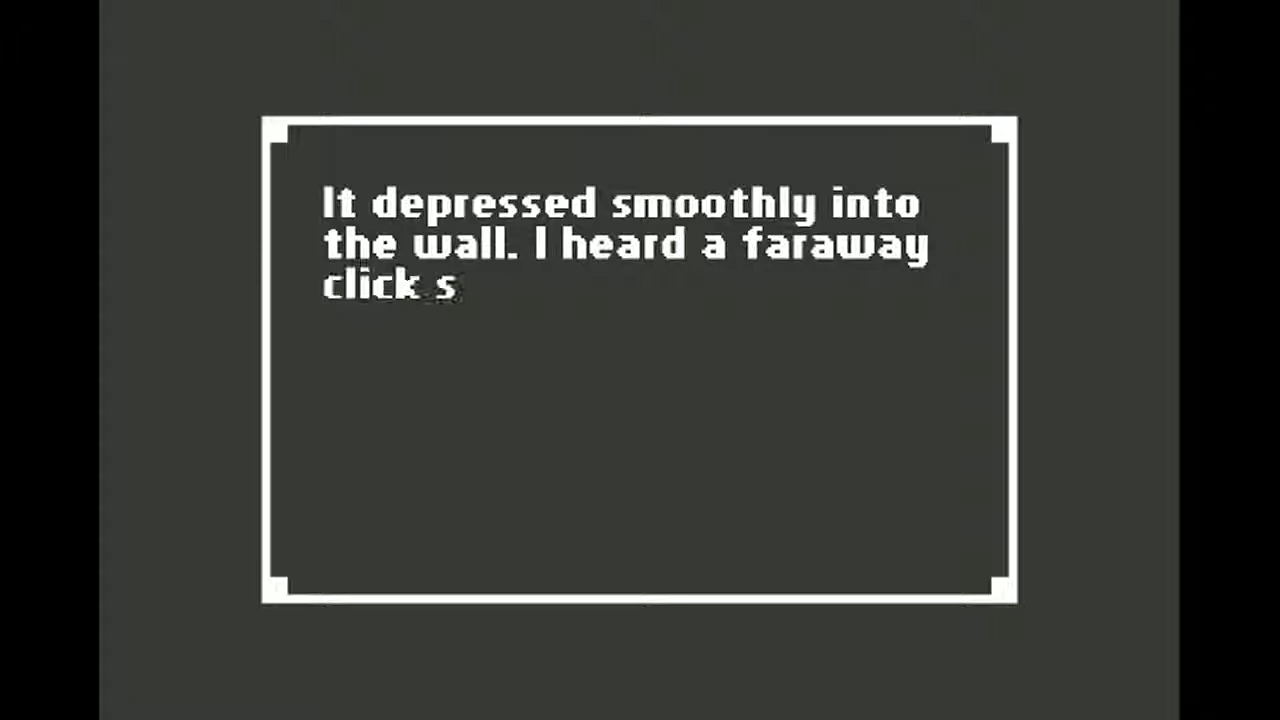 It depressed smoothly into
the wall. I heard a faraway
click s